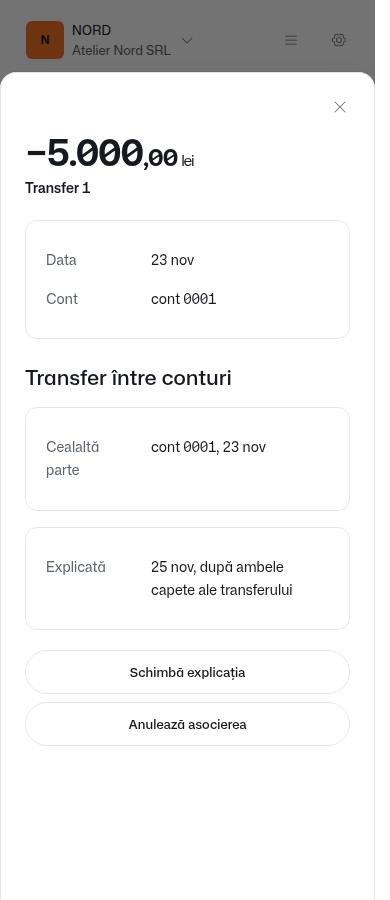 N
NORD
Atelier Nord SRL
−5.000,00 lei
Transfer 1
Data
23 nov
Cont
cont 0001
Transfer între conturi
Cealaltă parte
cont 0001, 23 nov
Explicată
25 nov, după ambele
capete ale transferului
Schimbă explicația
Anulează asocierea